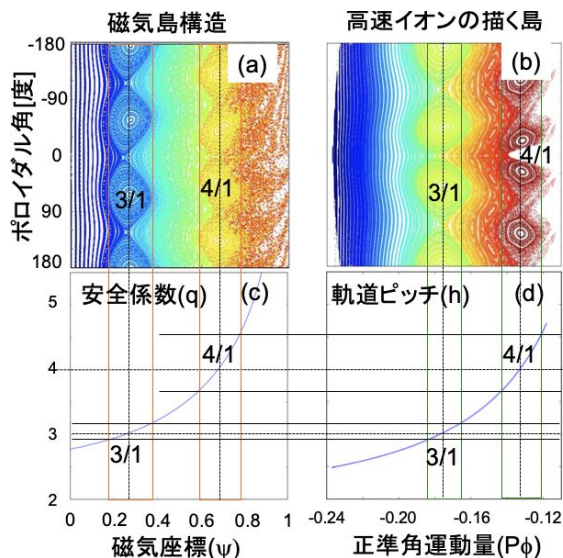 磁気島構造
高速イオンの描く島
ポロイダル角[度]
-180
-90
0
90
180
(a)
3/1
4/1
(b)
3/1
4/1
安全係数(q)
(c)
5
4
3
2
4/1
3/1
0
0.2
0.4
0.6
0.8
1
磁気座標(ψ)
軌道ピッチ(h)
(d)
4/1
3/1
-0.24
-0.20
-0.16
-0.12
正準角運動量(Pϕ)